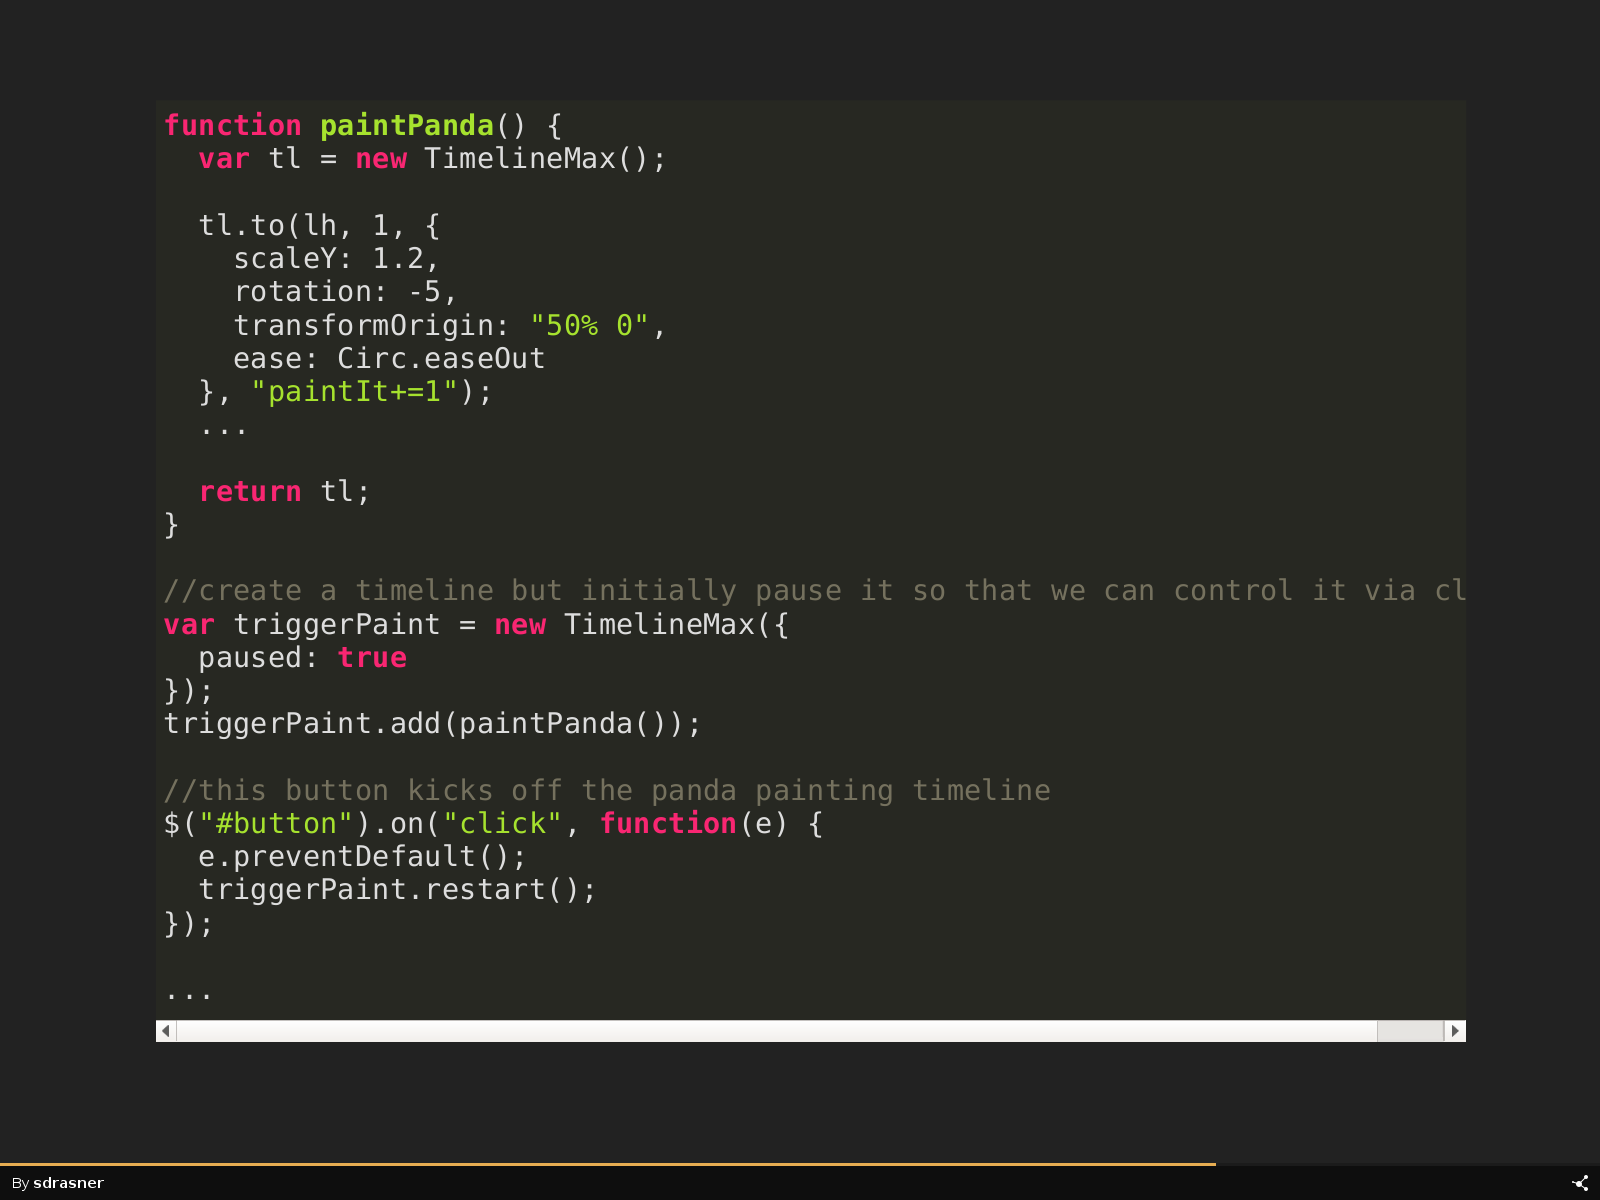 function paintPanda() {
  var tl = new TimelineMax();

  tl.to(lh, 1, {
    scaleY: 1.2,
    rotation: -5,
    transformOrigin: "50% 0",
    ease: Circ.easeOut
  }, "paintIt+=1");
  ...

  return tl;
}

//create a timeline but initially pause it so that we can control it via cl
var triggerPaint = new TimelineMax({
  paused: true
});
triggerPaint.add(paintPanda());

//this button kicks off the panda painting timeline
$("#button").on("click", function(e) {
  e.preventDefault();
  triggerPaint.restart();
});

...
By sdrasner